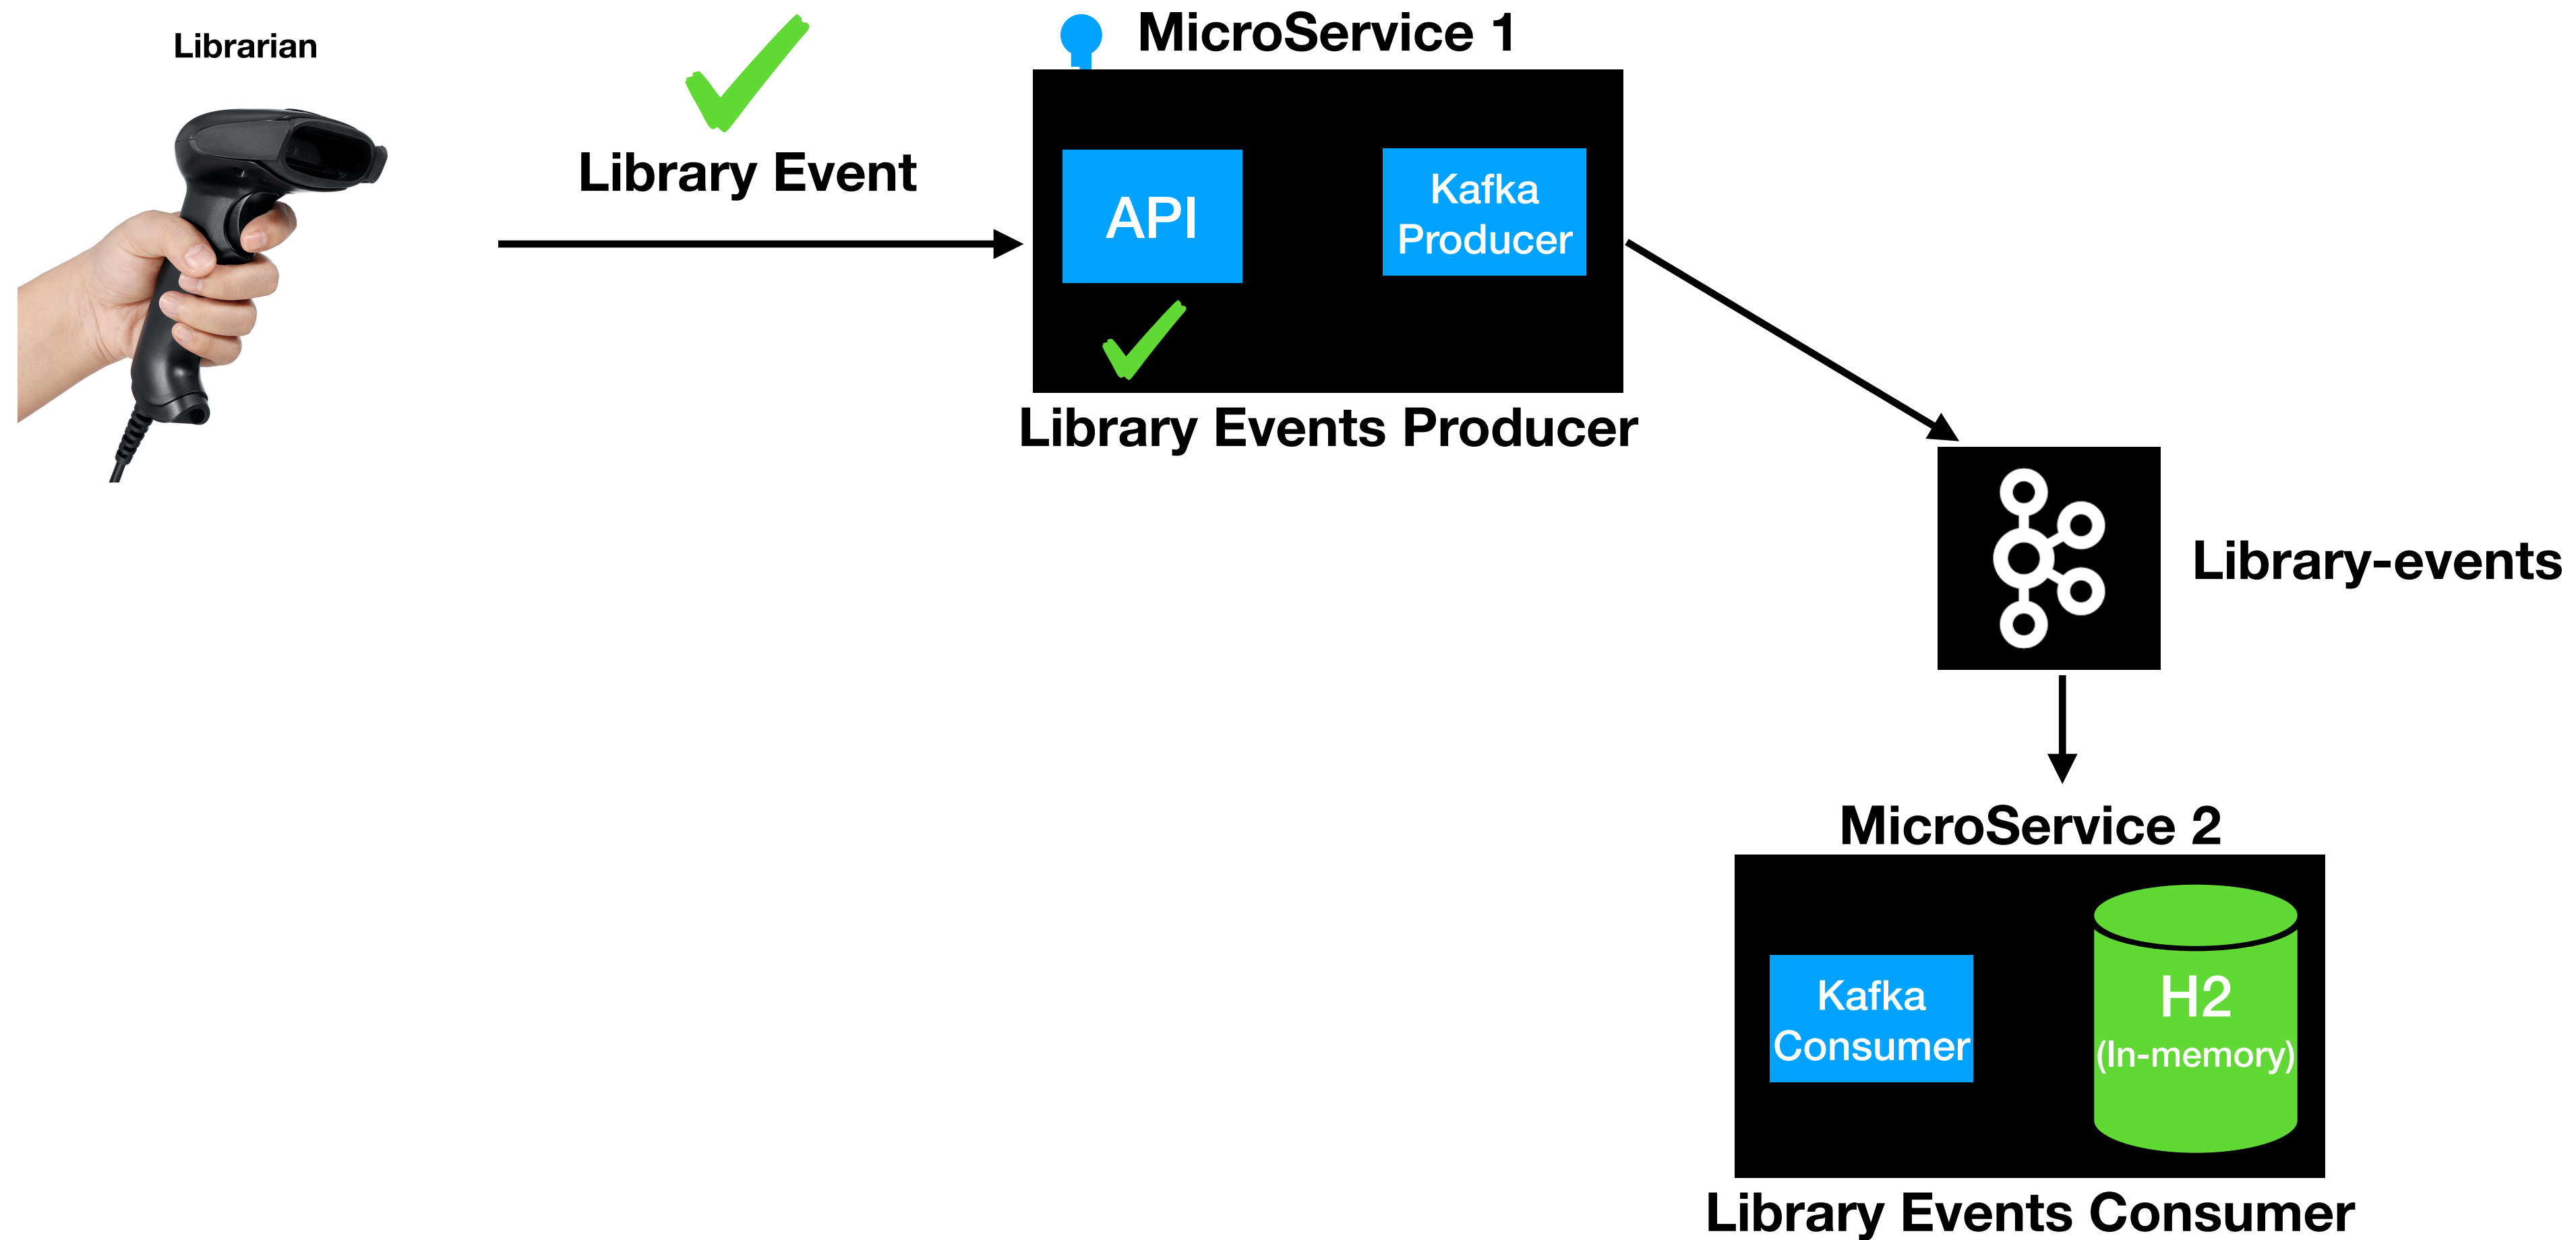 Librarian
Library Event
MicroService 1
API
Kafka
Producer
Library Events Producer
Library-events
MicroService 2
Kafka
Consumer
H2
(In-memory)
Library Events Consumer